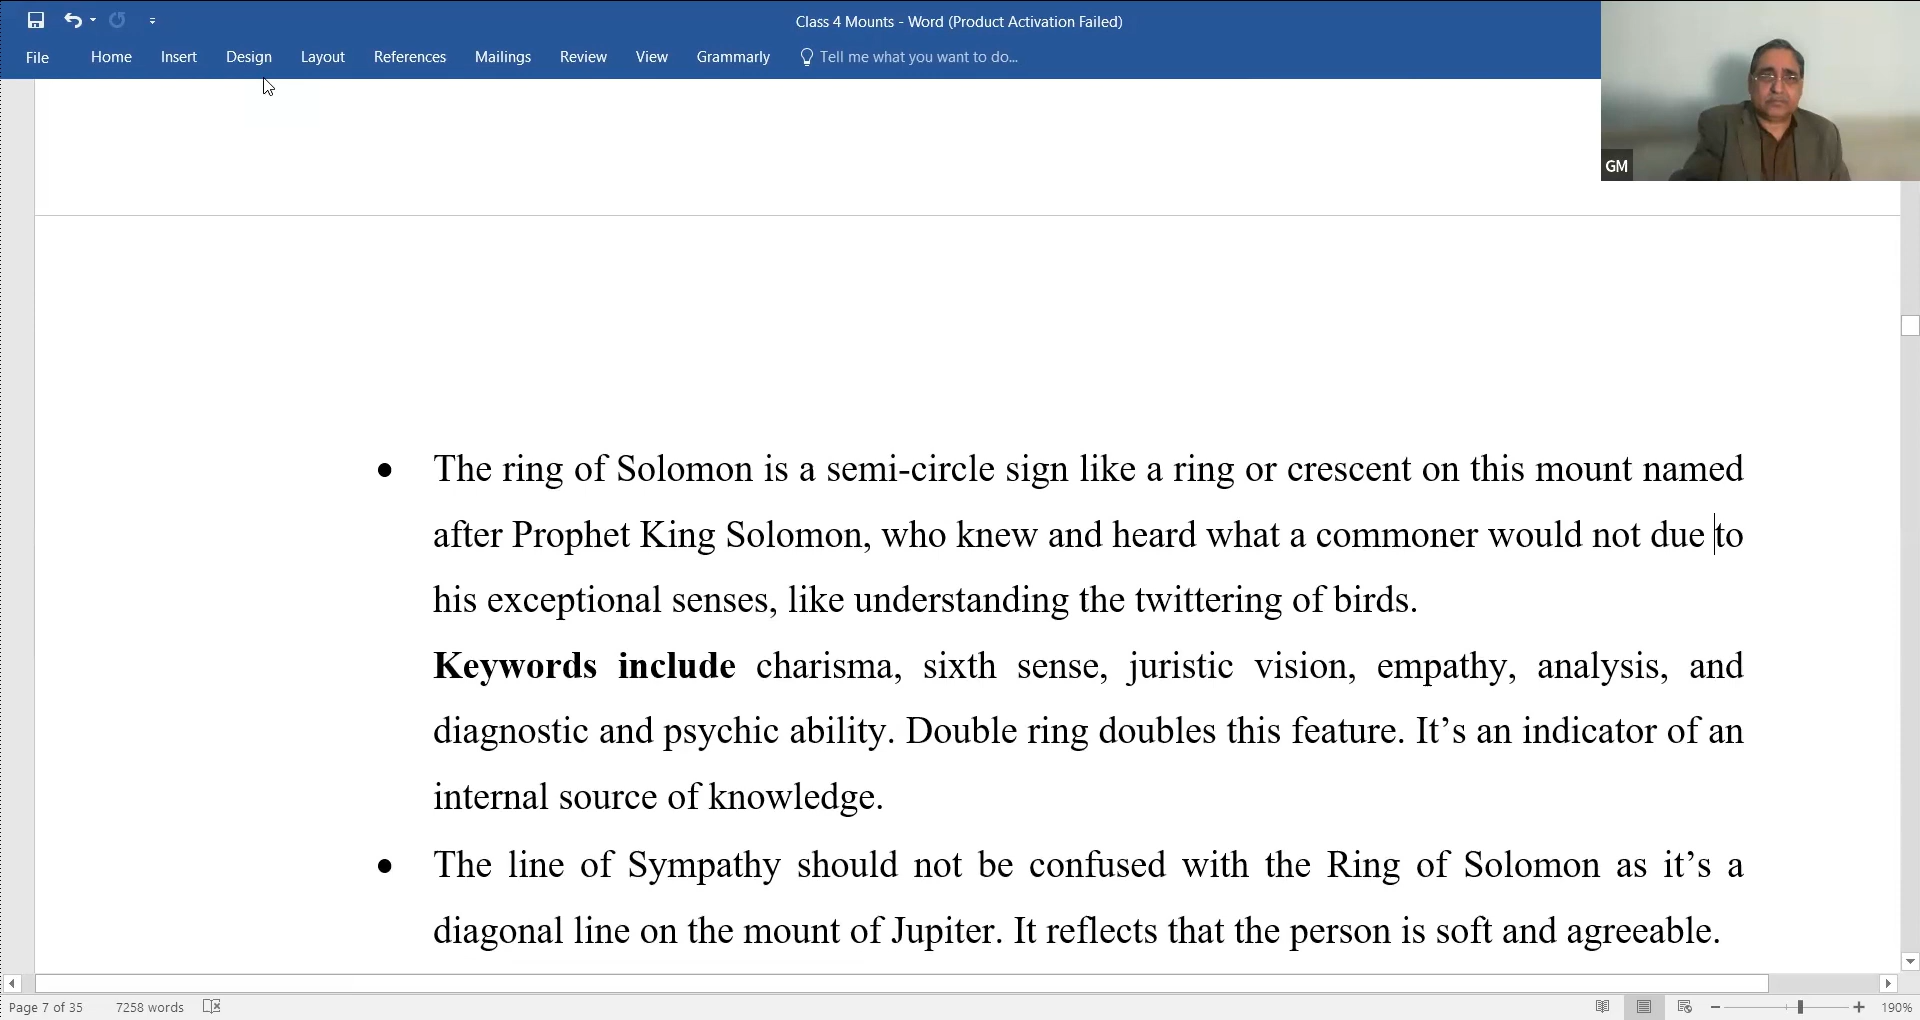 Class 4 Mounts - Word (Product Activation Failed)
File Home Insert Design Layout References Mailings Review View Grammarly Tell me what you want to do...
GM
• The ring of Solomon is a semi-circle sign like a ring or crescent on this mount named
after Prophet King Solomon, who knew and heard what a commoner would not due to
his exceptional senses, like understanding the twittering of birds.
Keywords include charisma, sixth sense, juristic vision, empathy, analysis, and
diagnostic and psychic ability. Double ring doubles this feature. It’s an indicator of an
internal source of knowledge.
• The line of Sympathy should not be confused with the Ring of Solomon as it’s a
diagonal line on the mount of Jupiter. It reflects that the person is soft and agreeable.
Page 7 of 35 7258 words 190%